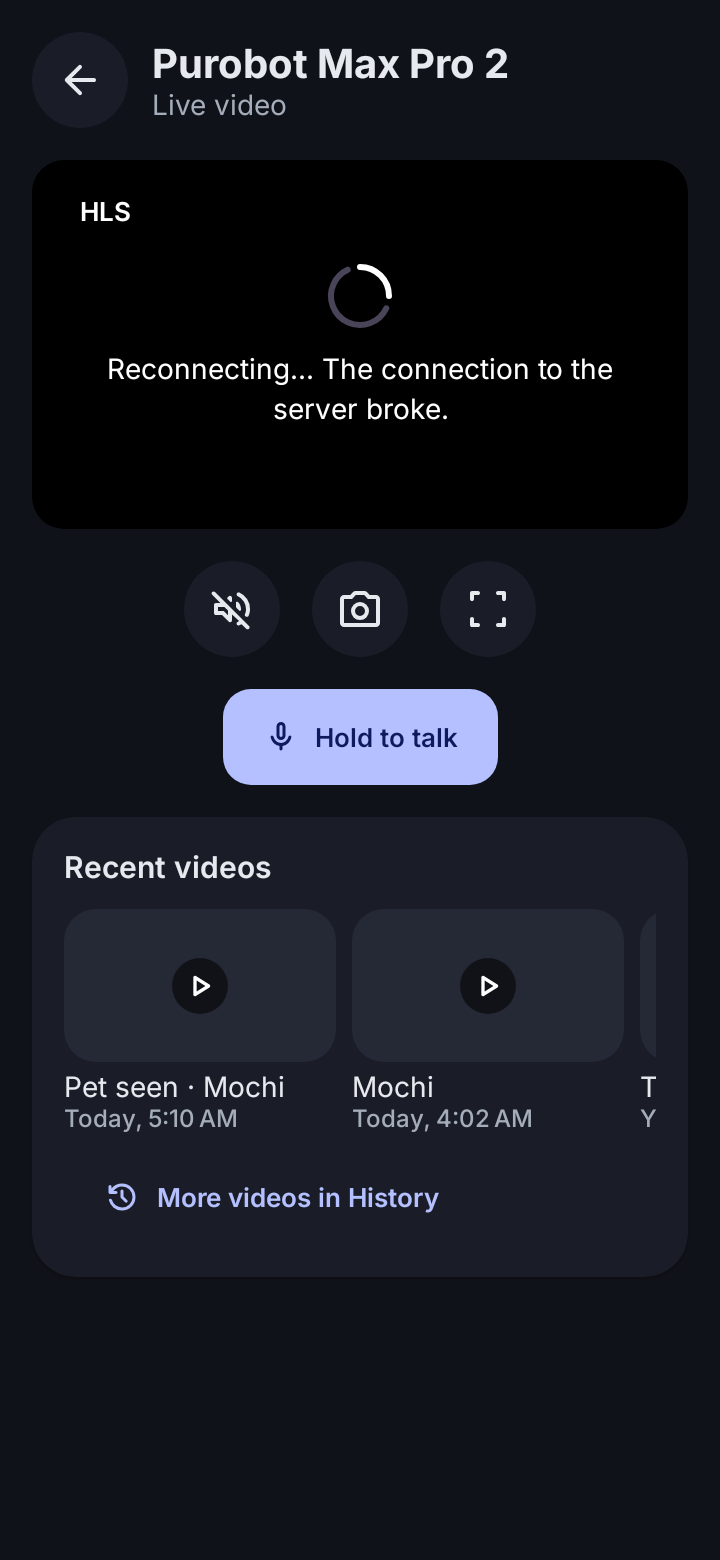 Purobot Max Pro 2
Live video
HLS
Reconnecting... The connection to the
server broke.
Hold to talk
Recent videos
Pet seen · Mochi
Today, 5:10 AM
Mochi
Today, 4:02 AM
T
Y
More videos in History